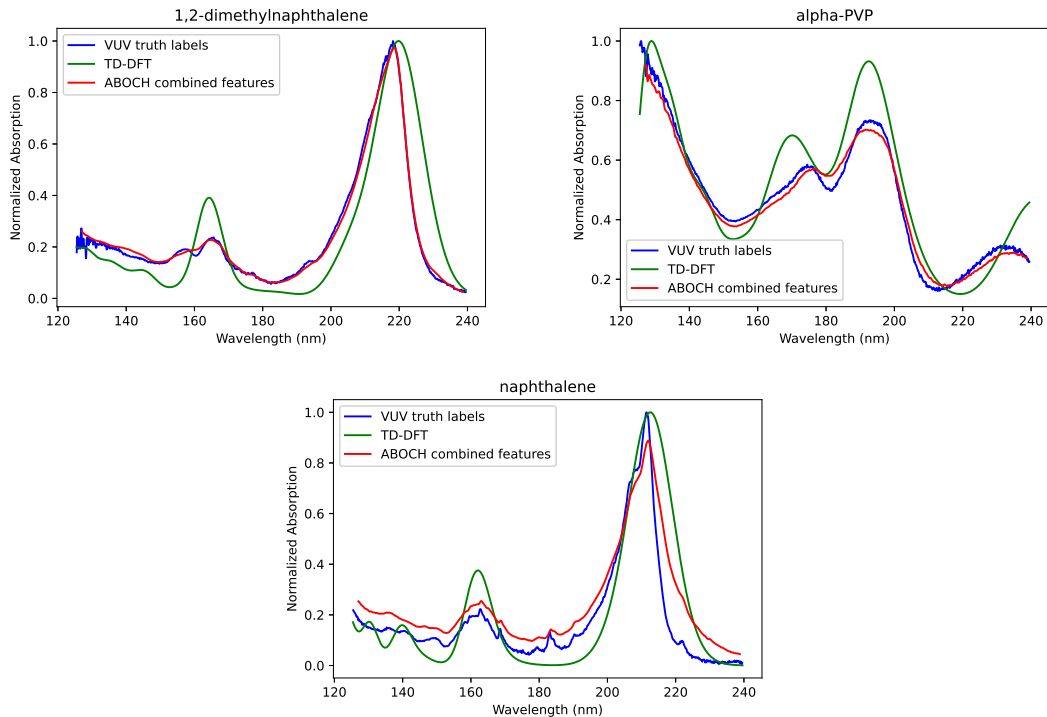 1,2-dimethylnaphthalene
Normalized Absorption
1.0
0.8
0.6
0.4
0.2
0.0
VUV truth labels
TD-DFT
ABOCH combined features
120 140 160 180 200 220 240
Wavelength (nm)
alpha-PVP
Normalized Absorption
1.0
0.8
0.6
0.4
0.2
VUV truth labels
TD-DFT
ABOCH combined features
120 140 160 180 200 220 240
Wavelength (nm)
naphthalene
Normalized Absorption
1.0
0.8
0.6
0.4
0.2
0.0
VUV truth labels
TD-DFT
ABOCH combined features
120 140 160 180 200 220 240
Wavelength (nm)